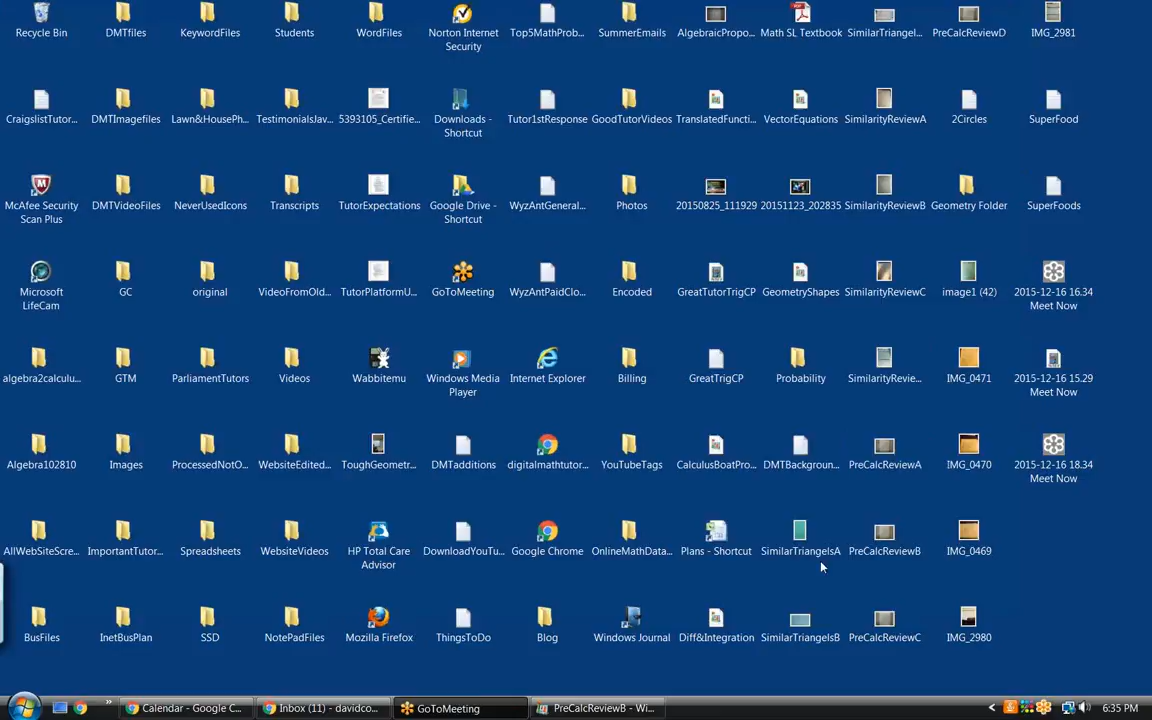 Recycle Bin DMTfiles KeywordFiles Students WordFiles Norton Internet Security Top5MathProb... SummerEmails AlgebraicPropo... Math SL Textbook SimilarTriangel... PreCalcReviewD IMG_2981
CraigslistTutor... DMTImagefiles Lawn&HousePh... TestimonialsJav... 5393105_Certifie... Downloads - Shortcut Tutor1stResponse GoodTutorVideos TranslatedFuncti... VectorEquations SimilarityReviewA 2Circles SuperFood
McAfee Security Scan Plus DMTVideoFiles NeverUsedIcons Transcripts TutorExpectations Google Drive - Shortcut WyzAntGeneral... Photos 20150825_111929 20151123_202835 SimilarityReviewB Geometry Folder SuperFoods
Microsoft LifeCam GC original VideoFromOld... TutorPlatformU... GoToMeeting WyzAntPaidClo... Encoded GreatTutorTrigCP GeometryShapes SimilarityReviewC image1 (42) 2015-12-16 16.34 Meet Now
algebra2calculu... GTM ParliamentTutors Videos Wabbitemu Windows Media Player Internet Explorer Billing GreatTrigCP Probability SimilarityRevie... IMG_0471 2015-12-16 15.29 Meet Now
Algebra102810 Images ProcessedNotO... WebsiteEdited... ToughGeometr... DMTadditions digitalmathtutor... YouTubeTags CalculusBoatPro... DMTBackgroun... PreCalcReviewA IMG_0470 2015-12-16 18.34 Meet Now
AllWebSiteScre... ImportantTutor... Spreadsheets WebsiteVideos HP Total Care Advisor DownloadYouTu... Google Chrome OnlineMathData... Plans - Shortcut SimilarTriangelsA PreCalcReviewB IMG_0469
BusFiles InetBusPlan SSD NotePadFiles Mozilla Firefox ThingsToDo Blog Windows Journal Diff&Integration SimilarTriangelsB PreCalcReviewC IMG_2980
Calendar - Google C... Inbox (11) - davidco... GoToMeeting PreCalcReviewB - Wi... 6:35 PM